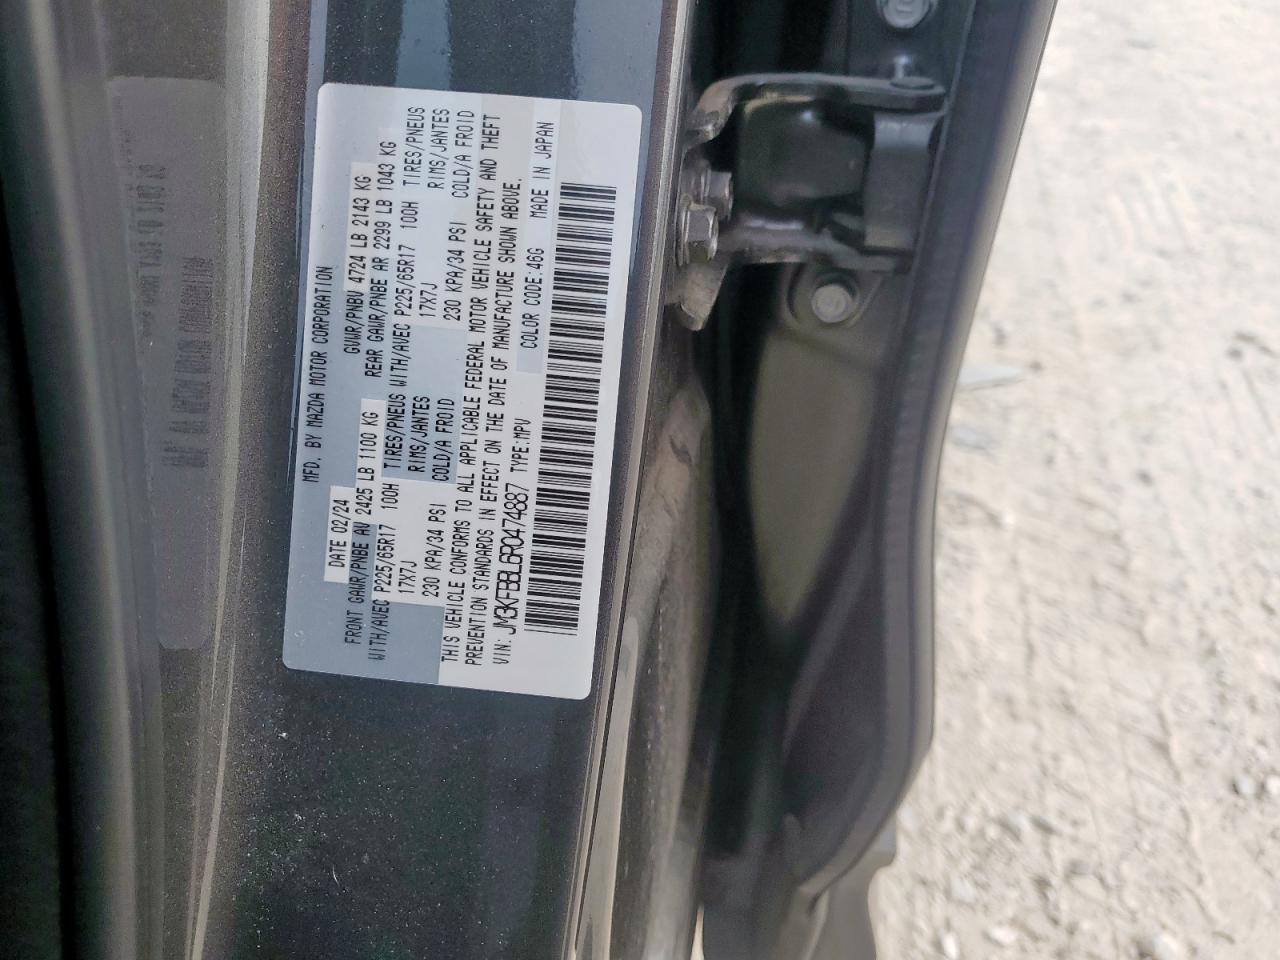 MFD. BY MAZDA MOTOR CORPORATION
DATE 02/24 GVWR/PNBV 4724 LB 2143 KG
FRONT GAWR/PNBE AV 2425 LB 1100 KG REAR GAWR/PNBE AR 2299 LB 1043 KG
WITH/AVEC P225/65R17 100H TIRES/PNEUS WITH/AVEC P225/65R17 100H TIRES/PNEUS
17X7J RIMS/JANTES 17X7J RIMS/JANTES
230 KPA/34 PSI COLD/A FROID 230 KPA/34 PSI COLD/A FROID
THIS VEHICLE CONFORMS TO ALL APPLICABLE FEDERAL MOTOR VEHICLE SAFETY AND THEFT
PREVENTION STANDARDS IN EFFECT ON THE DATE OF MANUFACTURE SHOWN ABOVE.
VIN: JM3KFBBL6R0474887 TYPE:MPV COLOR CODE:46G MADE IN JAPAN